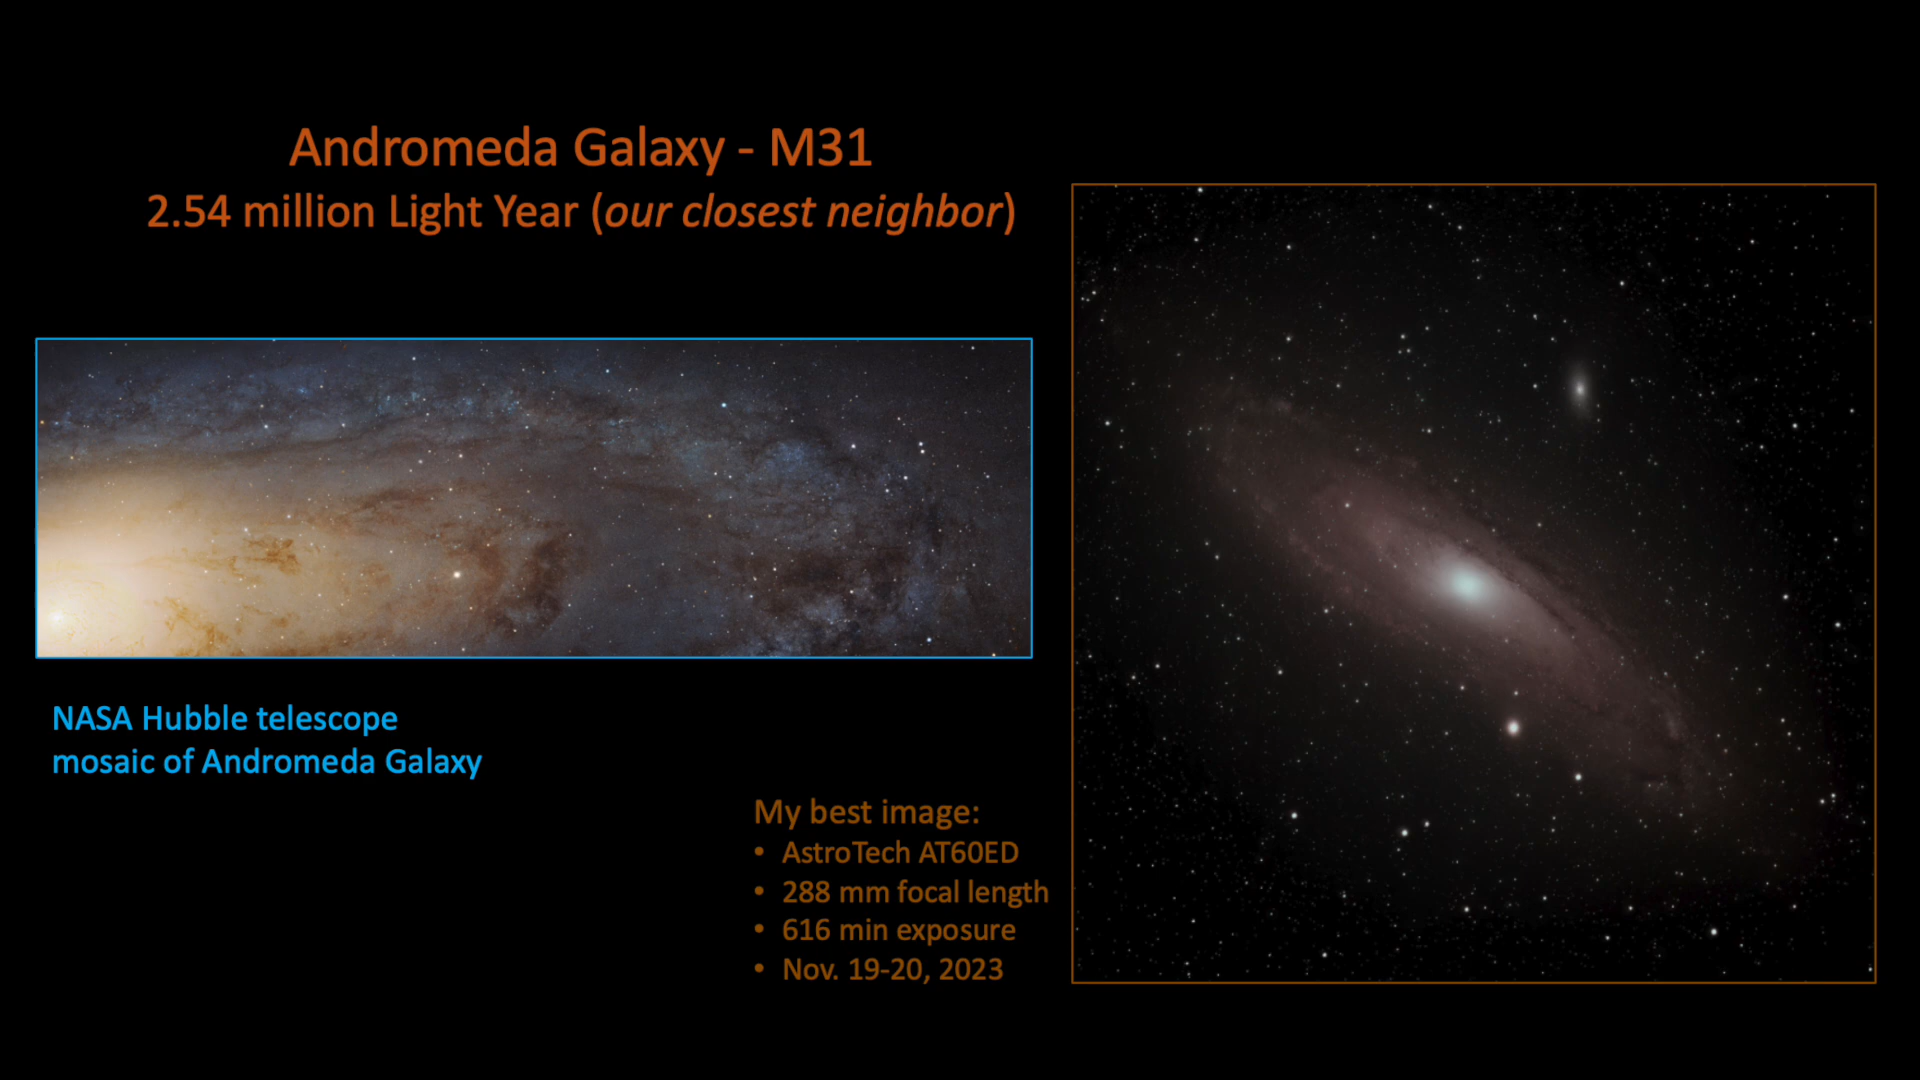 Andromeda Galaxy - M31
2.54 million Light Year (our closest neighbor)
NASA Hubble telescope
mosaic of Andromeda Galaxy
My best image:
• AstroTech AT60ED
• 288 mm focal length
• 616 min exposure
• Nov. 19-20, 2023